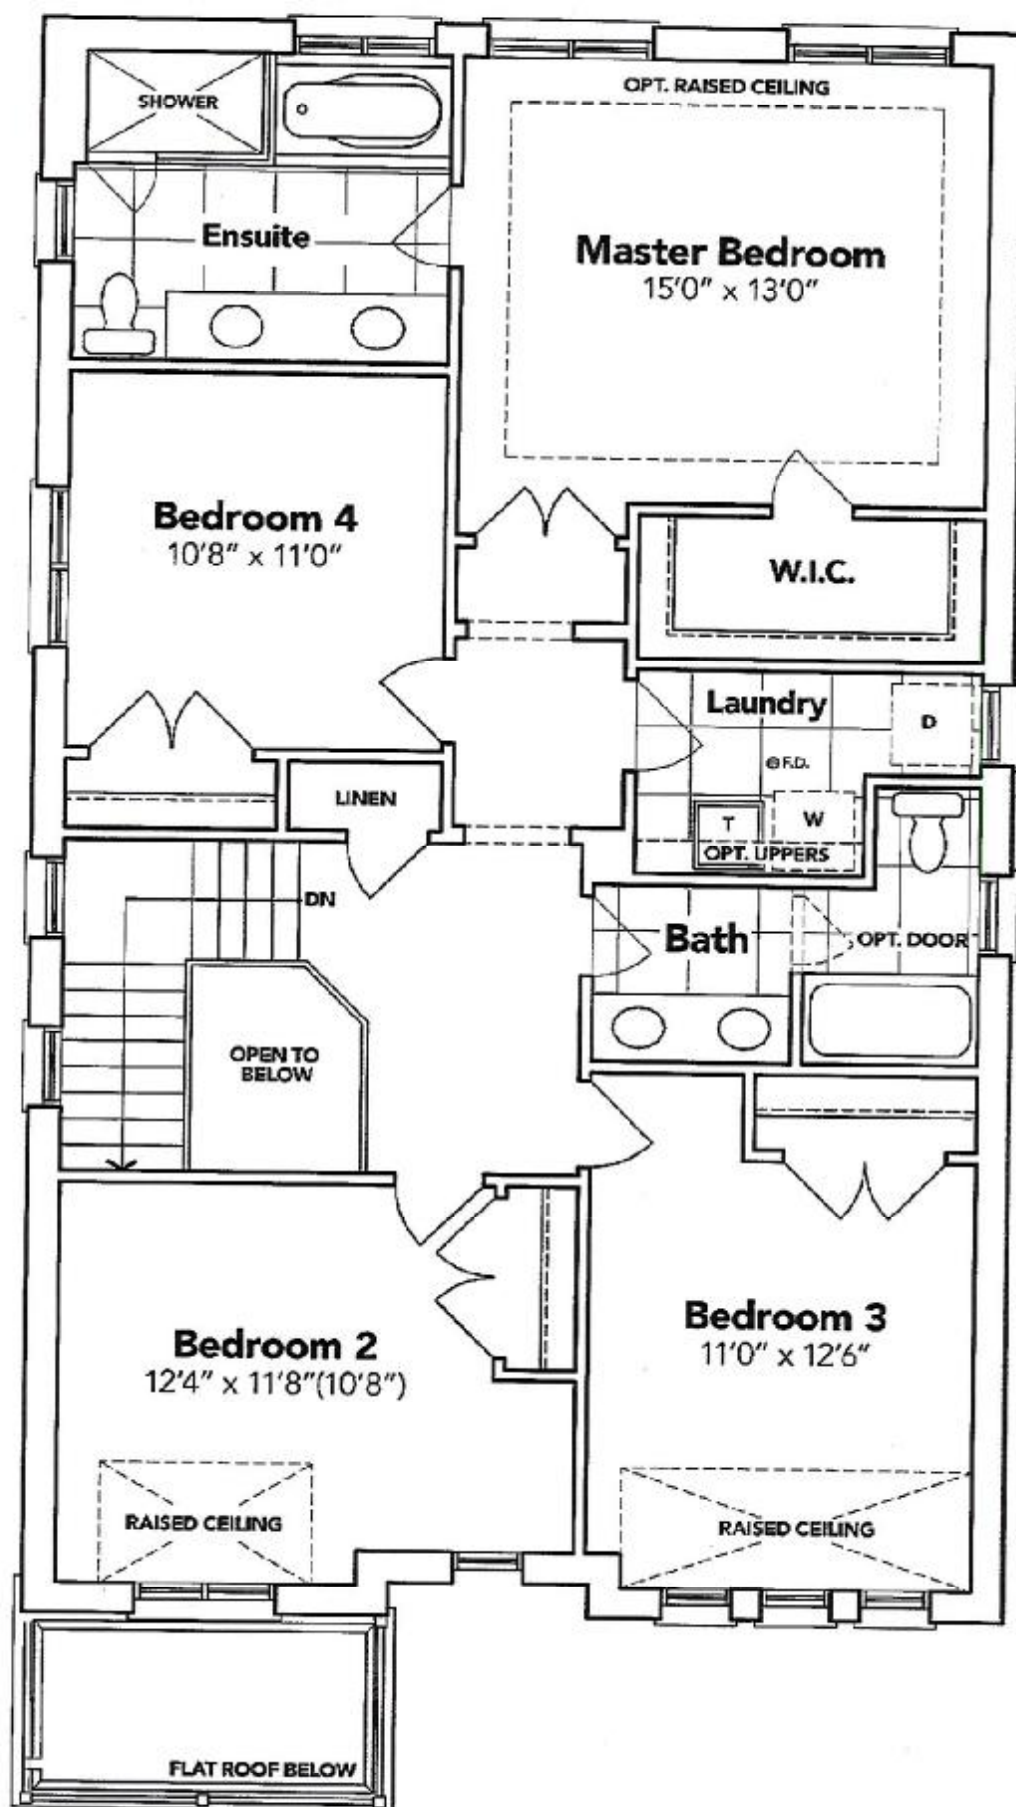 OPT. RAISED CEILING
SHOWER
Ensuite
Master Bedroom
15'0" x 13'0"
Bedroom 4
10'8" x 11'0"
W.I.C.
Laundry
D
F.D.
LINEN
T
W
OPT. UPPERS
DN
Bath
OPT. DOOR
OPEN TO
BELOW
Bedroom 2
12'4" x 11'8"(10'8")
Bedroom 3
11'0" x 12'6"
RAISED CEILING
RAISED CEILING
FLAT ROOF BELOW